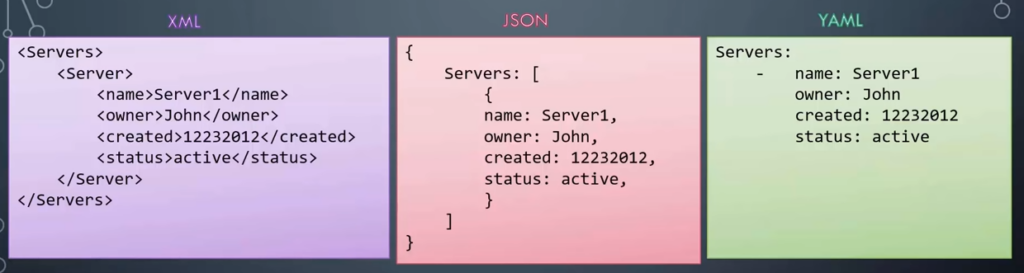 XML
<Servers>
    <Server>
        <name>Server1</name>
        <owner>John</owner>
        <created>12232012</created>
        <status>active</status>
    </Server>
</Servers>
JSON
{
    Servers: [
        {
        name: Server1,
        owner: John,
        created: 12232012,
        status: active,
        }
    ]
}
YAML
Servers:
    -   name: Server1
        owner: John
        created: 12232012
        status: active